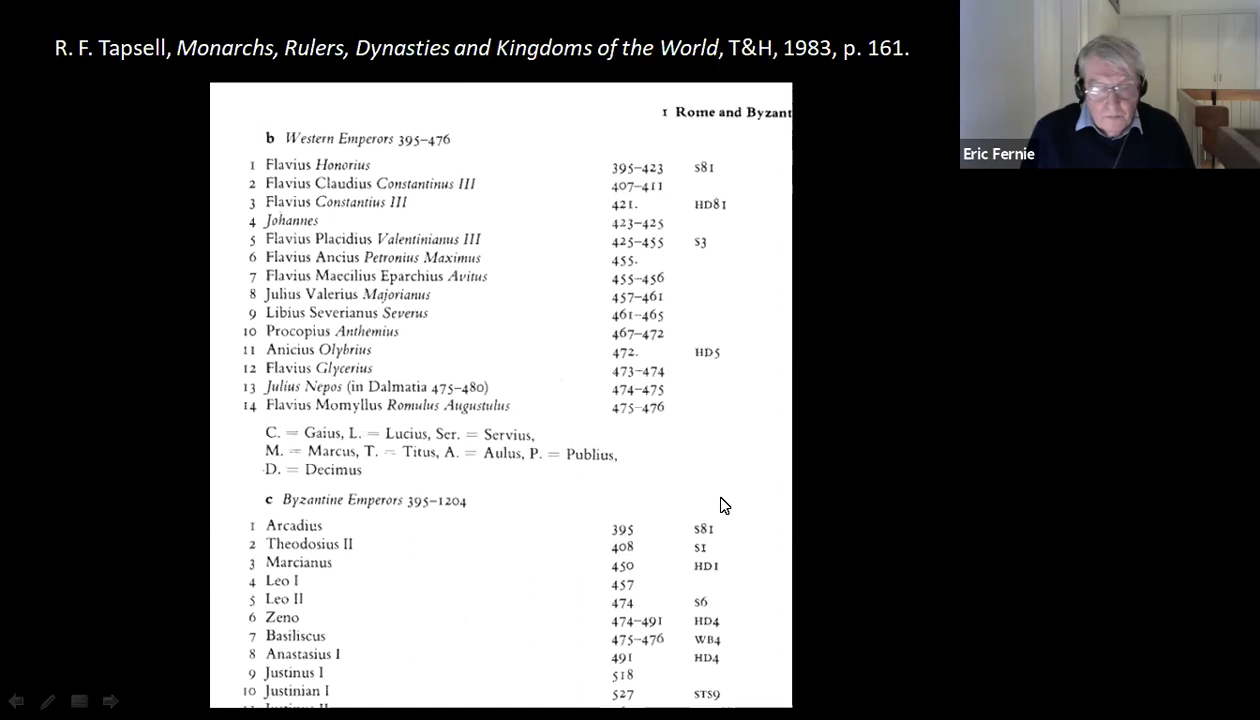 R. F. Tapsell, Monarchs, Rulers, Dynasties and Kingdoms of the World, T&H, 1983, p. 161.
Eric Fernie
1 Rome and Byzant
b Western Emperors 395–476
1 Flavius Honorius 395–423 S81
2 Flavius Claudius Constantinus III 407–411
3 Flavius Constantius III 421. HD81
4 Johannes 423–425
5 Flavius Placidius Valentinianus III 425–455 S3
6 Flavius Ancius Petronius Maximus 455.
7 Flavius Maecilius Eparchius Avitus 455–456
8 Julius Valerius Majorianus 457–461
9 Libius Severianus Severus 461–465
10 Procopius Anthemius 467–472
11 Anicius Olybrius 472. HD5
12 Flavius Glycerius 473–474
13 Julius Nepos (in Dalmatia 475–480) 474–475
14 Flavius Momyllus Romulus Augustulus 475–476
C. = Gaius, L. = Lucius, Ser. = Servius,
M. = Marcus, T. = Titus, A. = Aulus, P. = Publius,
D. = Decimus
c Byzantine Emperors 395–1204
1 Arcadius 395 S81
2 Theodosius II 408 S1
3 Marcianus 450 HD1
4 Leo I 457
5 Leo II 474 S6
6 Zeno 474–491 HD4
7 Basiliscus 475–476 WB4
8 Anastasius I 491 HD4
9 Justinus I 518
10 Justinian I 527 STS9